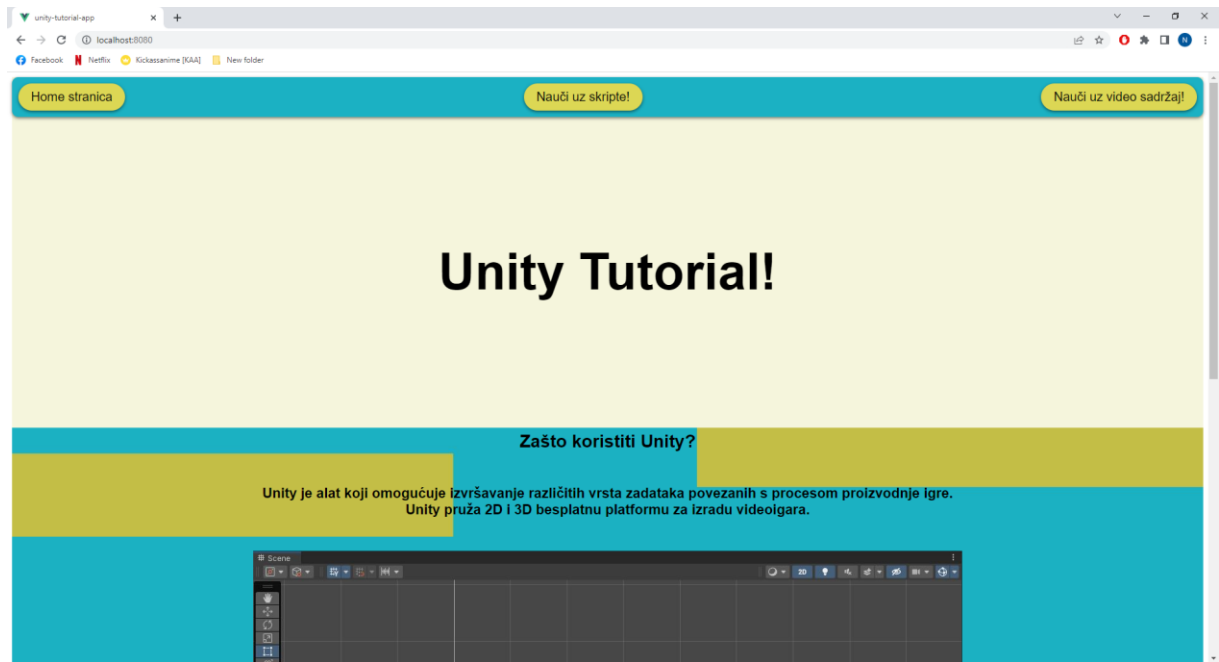 unity-tutorial-app
localhost:8080
N
Facebook
Netflix
Kickassanime [KAA]
New folder
Home stranica
Nauči uz skripte!
Nauči uz video sadržaj!
Unity Tutorial!
Zašto koristiti Unity?
Unity je alat koji omogućuje izvršavanje različitih vrsta zadataka povezanih s procesom proizvodnje igre.
Unity pruža 2D i 3D besplatnu platformu za izradu videoigara.
Scene
2D